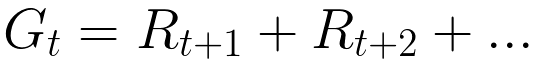 G_t = R_{t+1} + R_{t+2} + ...